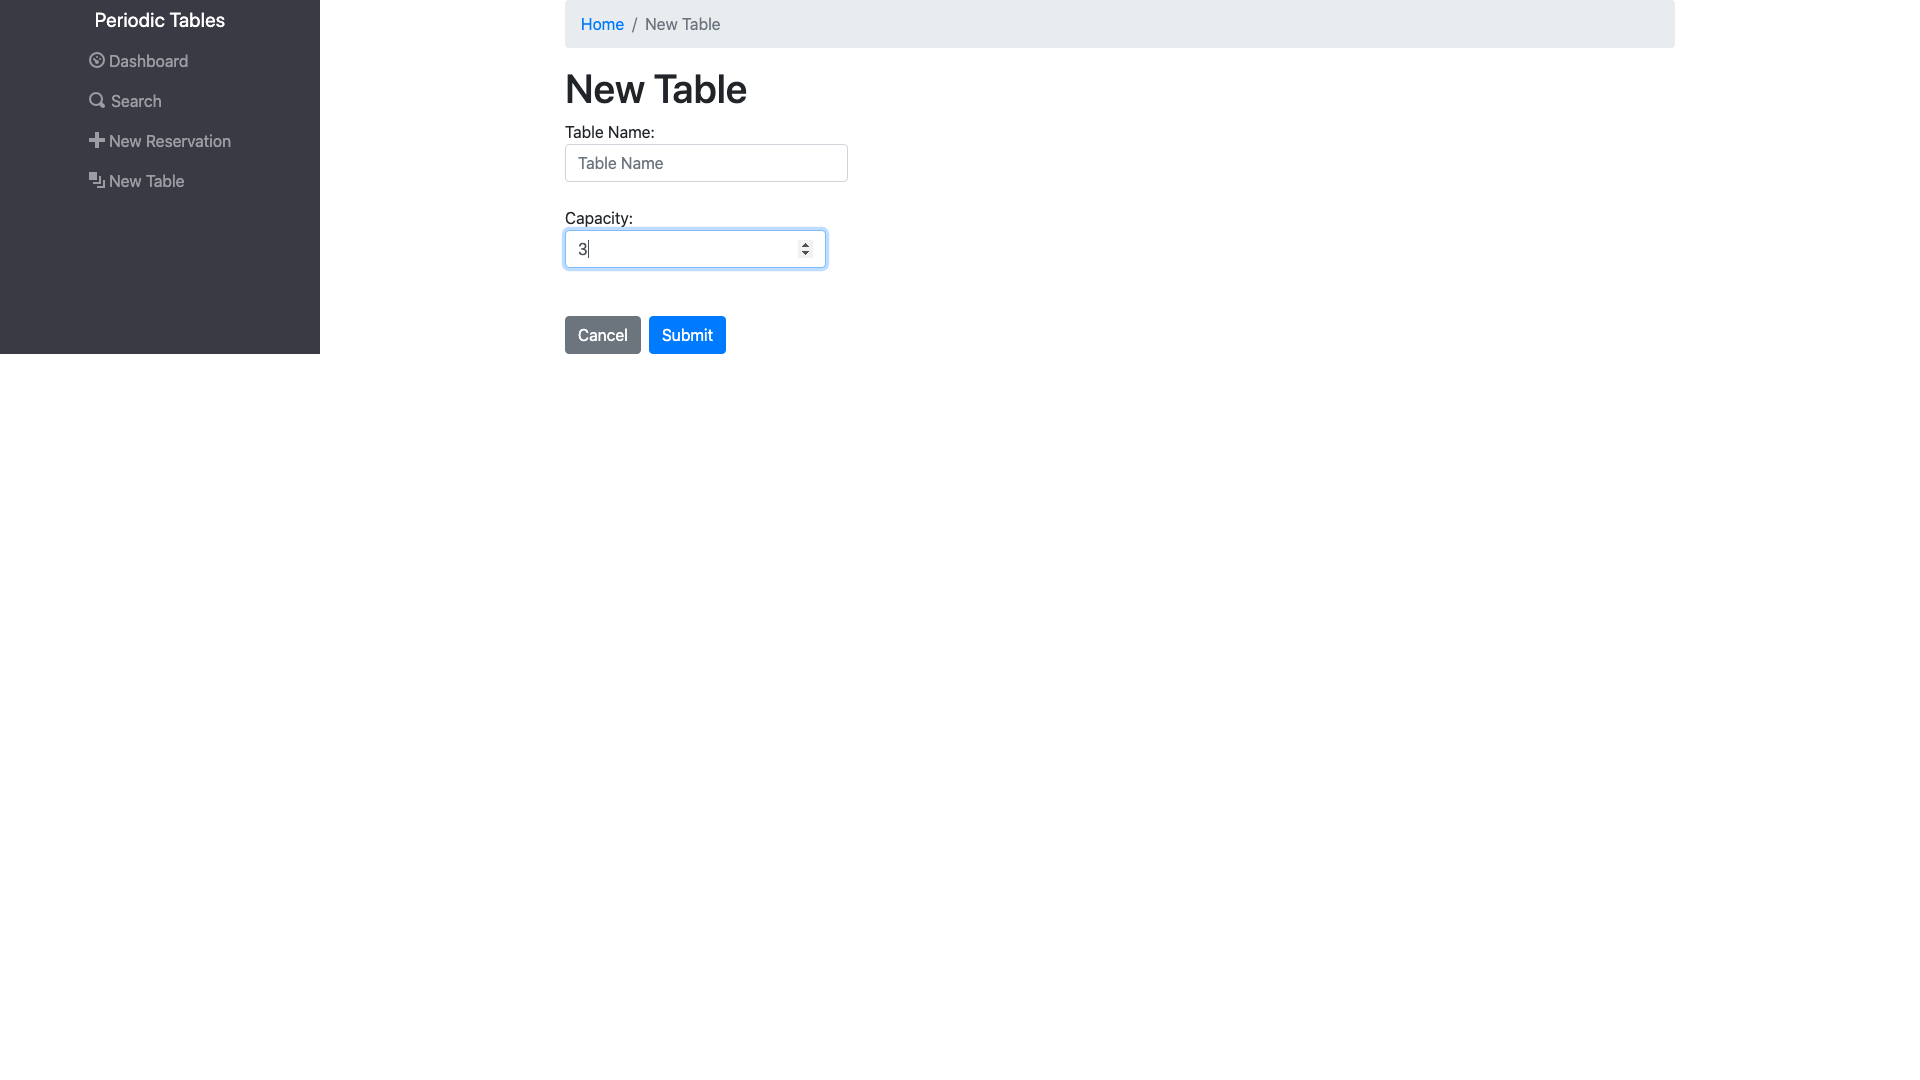 Periodic Tables
Dashboard
Search
New Reservation
New Table
Home / New Table
New Table
Table Name:
Table Name
Capacity:
3
Cancel Submit